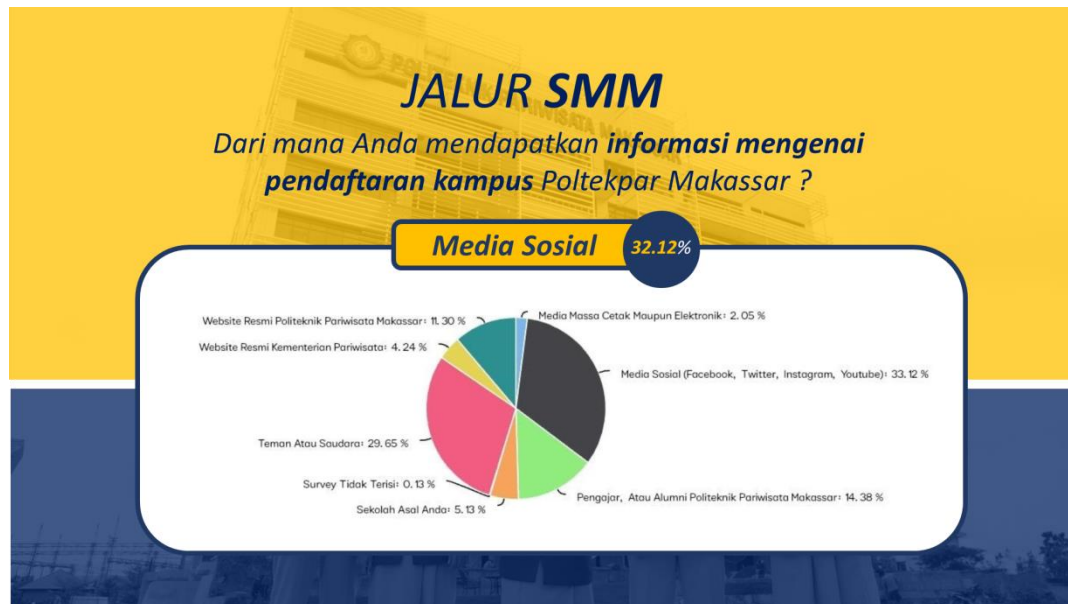 POLITEKNIK PARIWISATA MAKASSAR
JALUR SMM
Dari mana Anda mendapatkan informasi mengenai
pendaftaran kampus Poltekpar Makassar ?
Media Sosial 32.12%
Website Resmi Politeknik Pariwisata Makassar: 11.30 %
Media Massa Cetak Maupun Elektronik: 2.05 %
Website Resmi Kementerian Pariwisata: 4.24 %
Media Sosial (Facebook, Twitter, Instagram, Youtube): 33.12 %
Teman Atau Saudara: 29.65 %
Survey Tidak Terisi: 0.13 %
Pengajar, Atau Alumni Politeknik Pariwisata Makassar: 14.38 %
Sekolah Asal Anda: 5.13 %